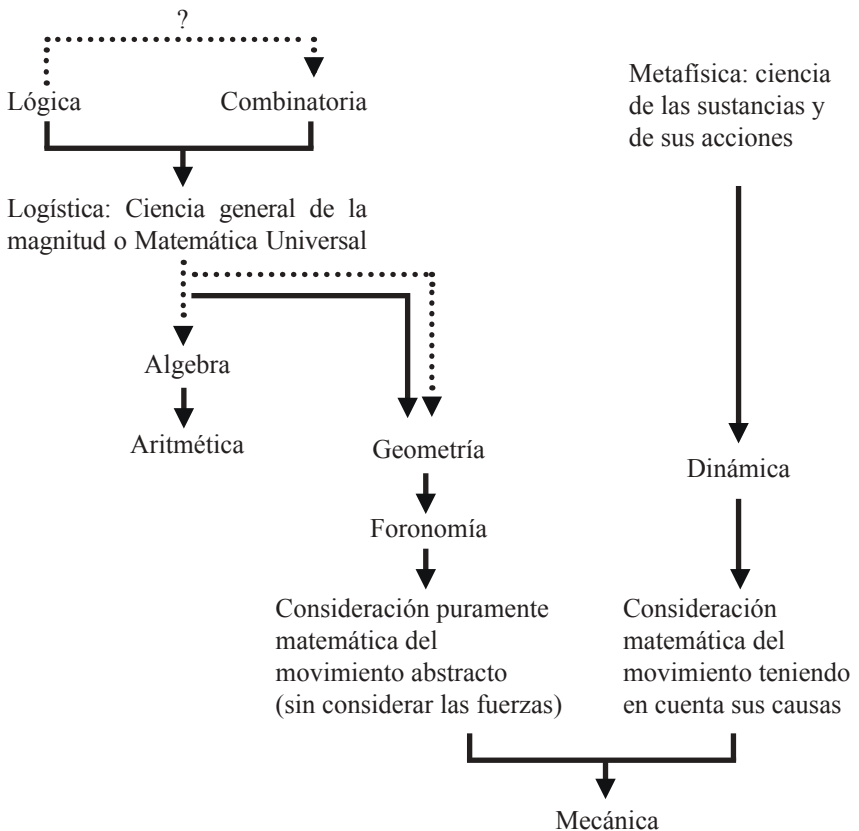 ?
Lógica
Combinatoria
Metafísica: ciencia
de las sustancias y
de sus acciones
Logística: Ciencia general de la
magnitud o Matemática Universal
Algebra
Aritmética
Geometría
Dinámica
Foronomía
Consideración puramente
matemática del
movimiento abstracto
(sin considerar las fuerzas)
Consideración
matemática del
movimiento teniendo
en cuenta sus causas
Mecánica